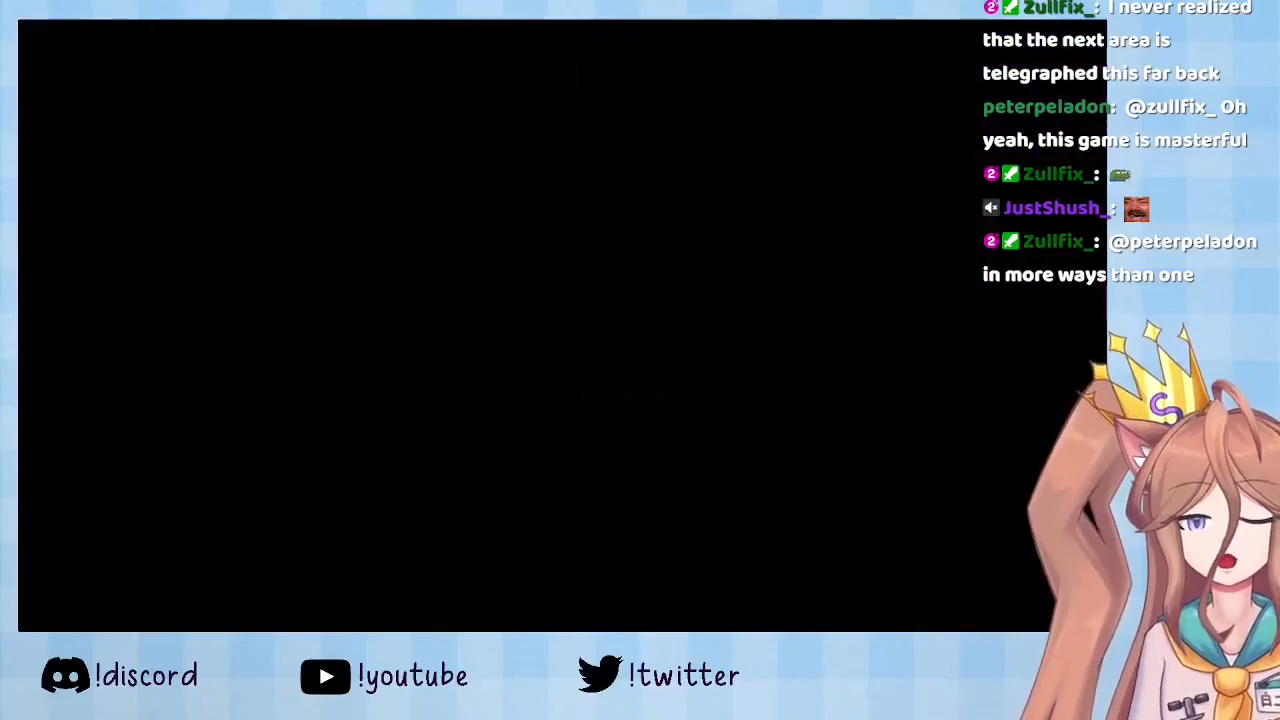 Zullfix_: I never realized
that the next area is
telegraphed this far back
peterpeladon: @zullfix_ Oh
yeah, this game is masterful
Zullfix_:
JustShush_:
Zullfix_: @peterpeladon
in more ways than one
S
!discord
!youtube
!twitter